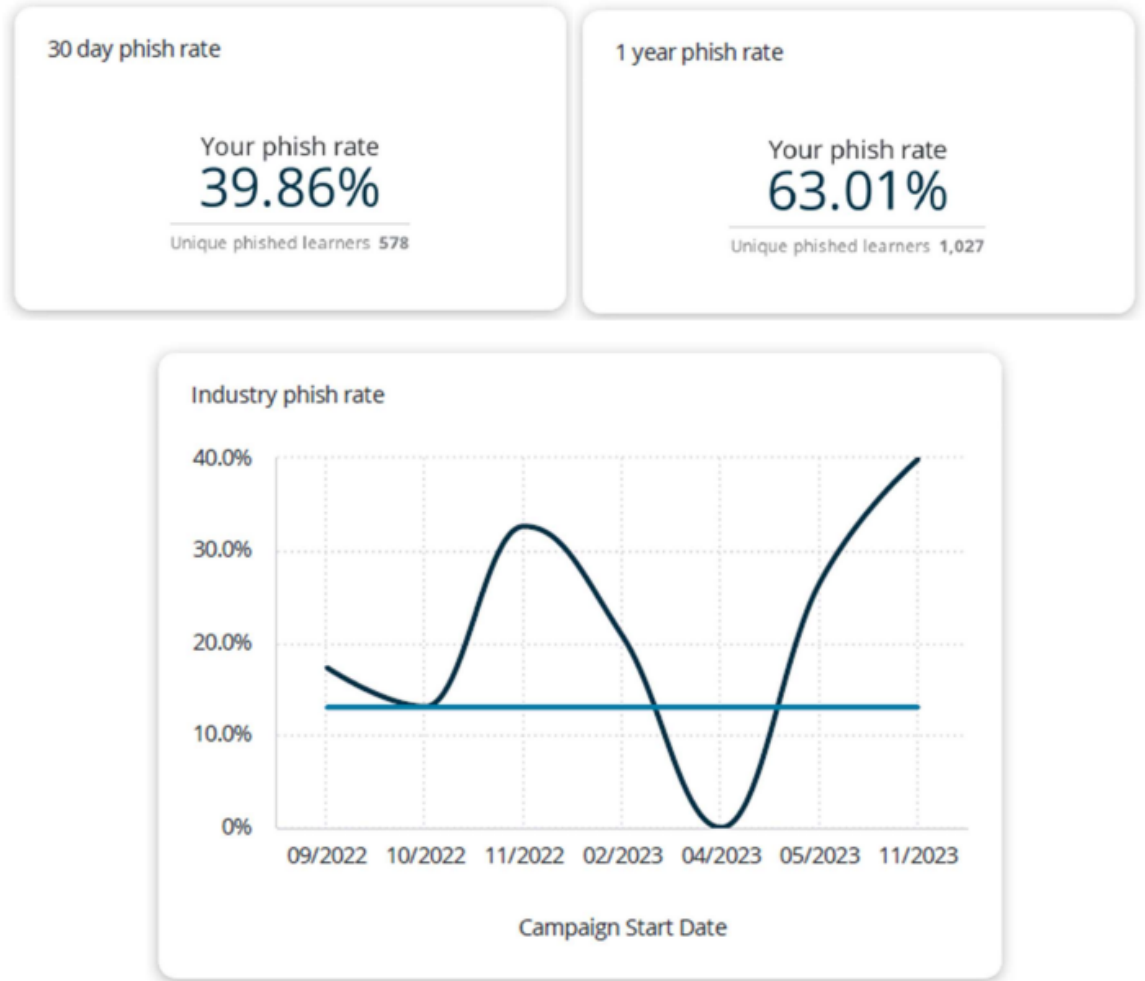 30 day phish rate
Your phish rate
39.86%
Unique phished learners 578
1 year phish rate
Your phish rate
63.01%
Unique phished learners 1,027
Industry phish rate
40.0%
30.0%
20.0%
10.0%
0%
09/2022 10/2022 11/2022 02/2023 04/2023 05/2023 11/2023
Campaign Start Date